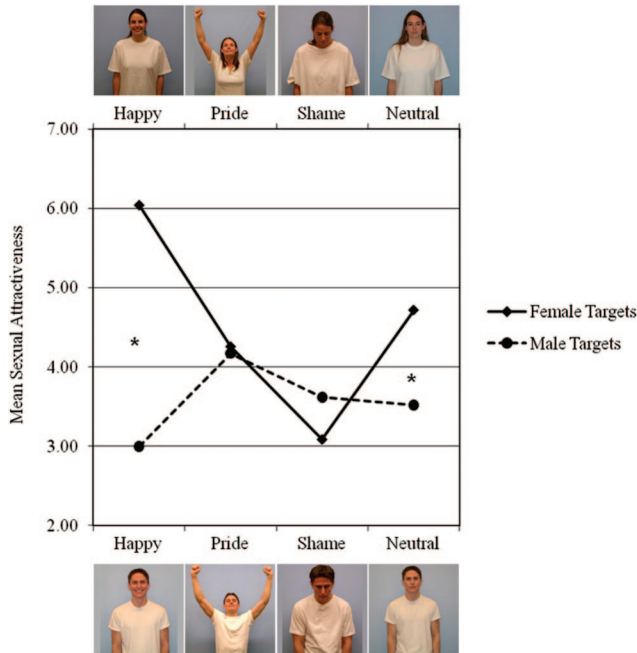 Happy Pride Shame Neutral
7.00
6.00
5.00
4.00
3.00
2.00
Mean Sexual Attractiveness
*
*
Female Targets
Male Targets
Happy Pride Shame Neutral